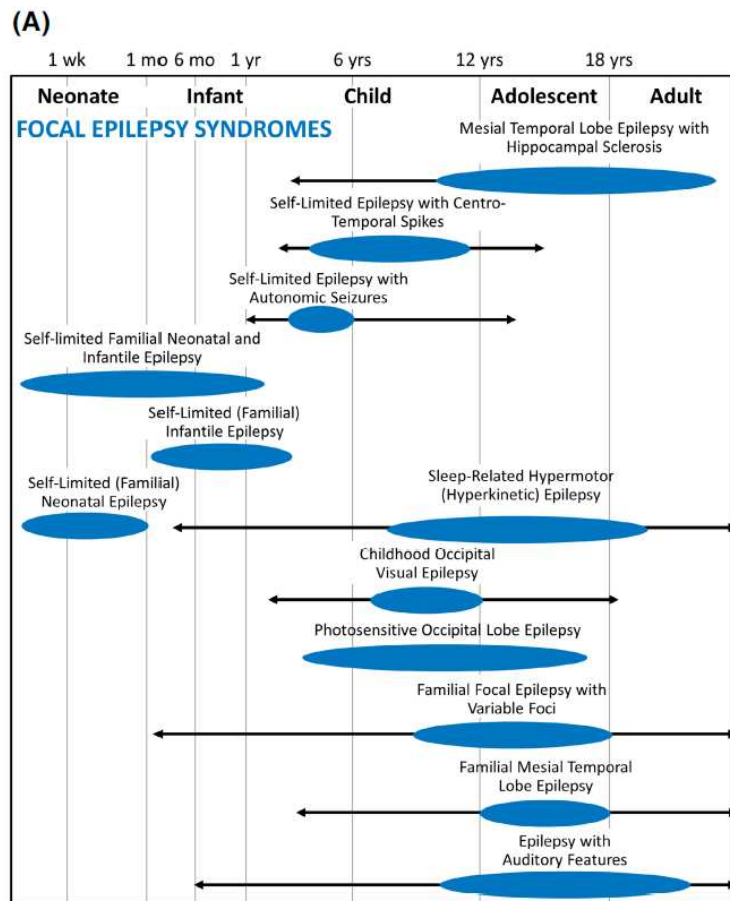 (A)
1 wk 1 mo 6 mo 1 yr 6 yrs 12 yrs 18 yrs
Neonate Infant Child Adolescent Adult
FOCAL EPILEPSY SYNDROMES
Mesial Temporal Lobe Epilepsy with
Hippocampal Sclerosis
Self-Limited Epilepsy with Centro-
Temporal Spikes
Self-Limited Epilepsy with
Autonomic Seizures
Self-limited Familial Neonatal and
Infantile Epilepsy
Self-Limited (Familial)
Infantile Epilepsy
Self-Limited (Familial)
Neonatal Epilepsy
Sleep-Related Hypermotor
(Hyperkinetic) Epilepsy
Childhood Occipital
Visual Epilepsy
Photosensitive Occipital Lobe Epilepsy
Familial Focal Epilepsy with
Variable Foci
Familial Mesial Temporal
Lobe Epilepsy
Epilepsy with
Auditory Features